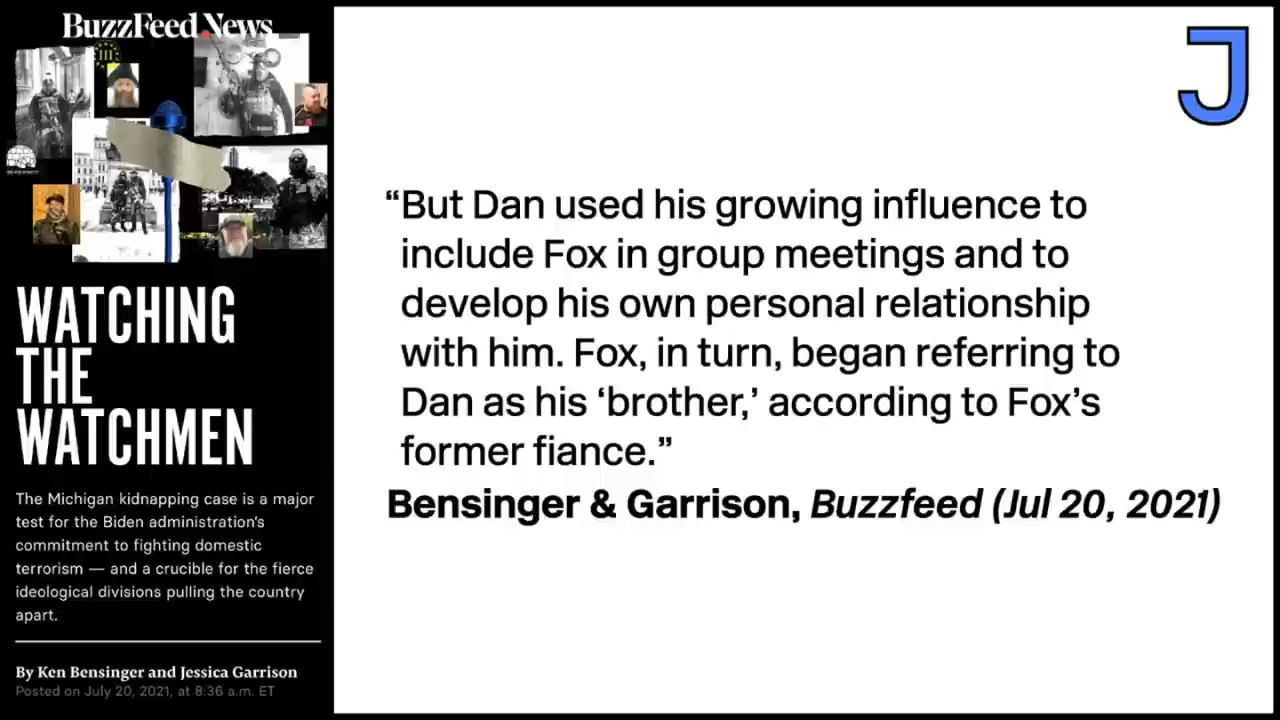 BuzzFeed News
WATCHING
THE
WATCHMEN
The Michigan kidnapping case is a major
test for the Biden administration's
commitment to fighting domestic
terrorism — and a crucible for the fierce
ideological divisions pulling the country
apart.
By Ken Bensinger and Jessica Garrison
Posted on July 20, 2021, at 8:36 a.m. ET
J
“But Dan used his growing influence to
include Fox in group meetings and to
develop his own personal relationship
with him. Fox, in turn, began referring to
Dan as his ‘brother,’ according to Fox’s
former fiance.”
Bensinger & Garrison, Buzzfeed (Jul 20, 2021)